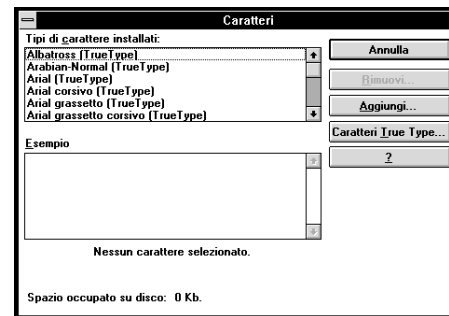 Caratteri
Tipi di carattere installati:
Albatross (TrueType)
Arabian-Normal (TrueType)
Arial (TrueType)
Arial corsivo (TrueType)
Arial grassetto (TrueType)
Arial grassetto corsivo (TrueType)
Annulla
Rimuovi...
Aggiungi...
Caratteri True Type...
?
Esempio
Nessun carattere selezionato.
Spazio occupato su disco: 0 Kb.